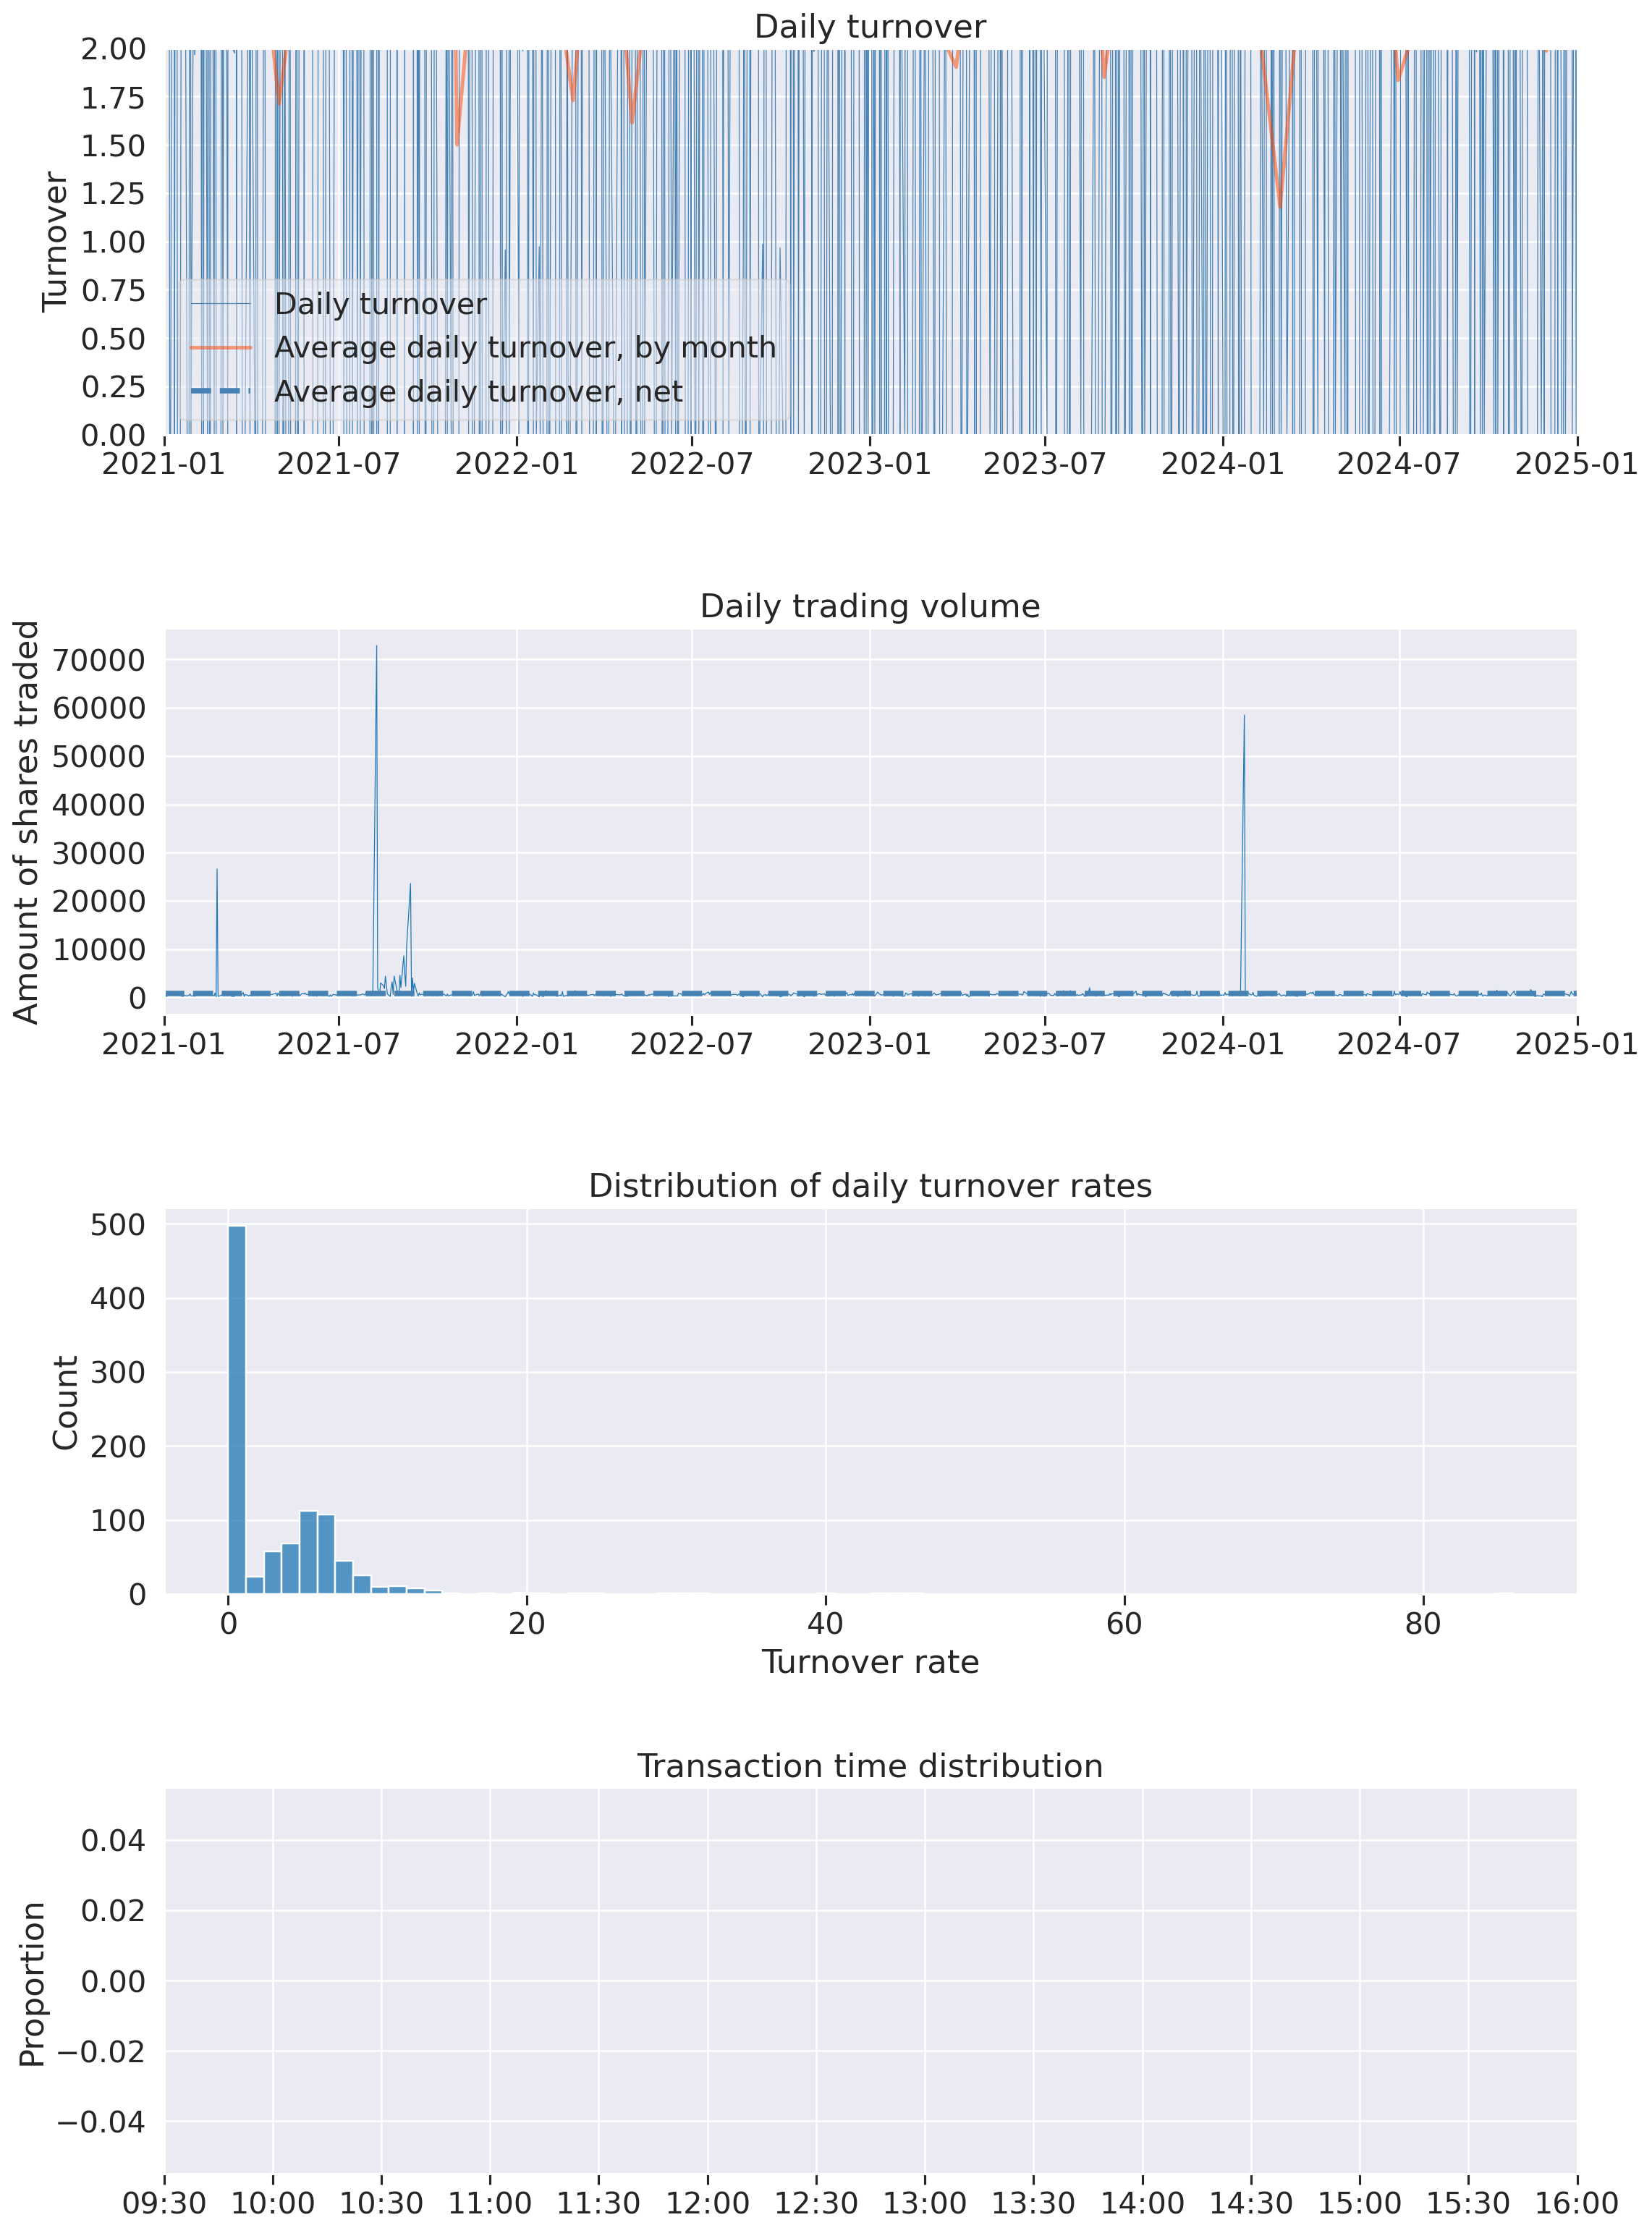 Daily turnover
2.00
1.75
1.50
1.25
1.00
0.75
0.50
0.25
0.00
Turnover
Daily turnover
Average daily turnover, by month
Average daily turnover, net
2021-01 2021-07 2022-01 2022-07 2023-01 2023-07 2024-01 2024-07 2025-01
Daily trading volume
70000
60000
50000
40000
30000
20000
10000
0
Amount of shares traded
2021-01 2021-07 2022-01 2022-07 2023-01 2023-07 2024-01 2024-07 2025-01
Distribution of daily turnover rates
500
400
300
200
100
0
Count
0 20 40 60 80
Turnover rate
Transaction time distribution
0.04
0.02
0.00
−0.02
−0.04
Proportion
09:30 10:00 10:30 11:00 11:30 12:00 12:30 13:00 13:30 14:00 14:30 15:00 15:30 16:00